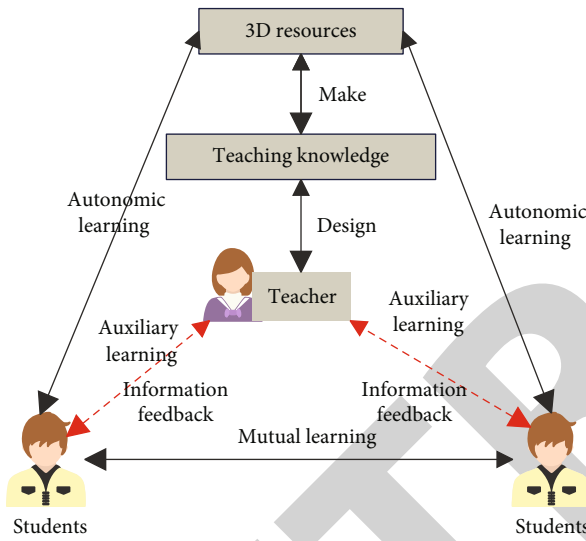 3D resources
Make
Teaching knowledge
Autonomic
learning
Autonomic
learning
Design
Teacher
Auxiliary
learning
Auxiliary
learning
Information
feedback
Information
feedback
Mutual learning
Students
Students